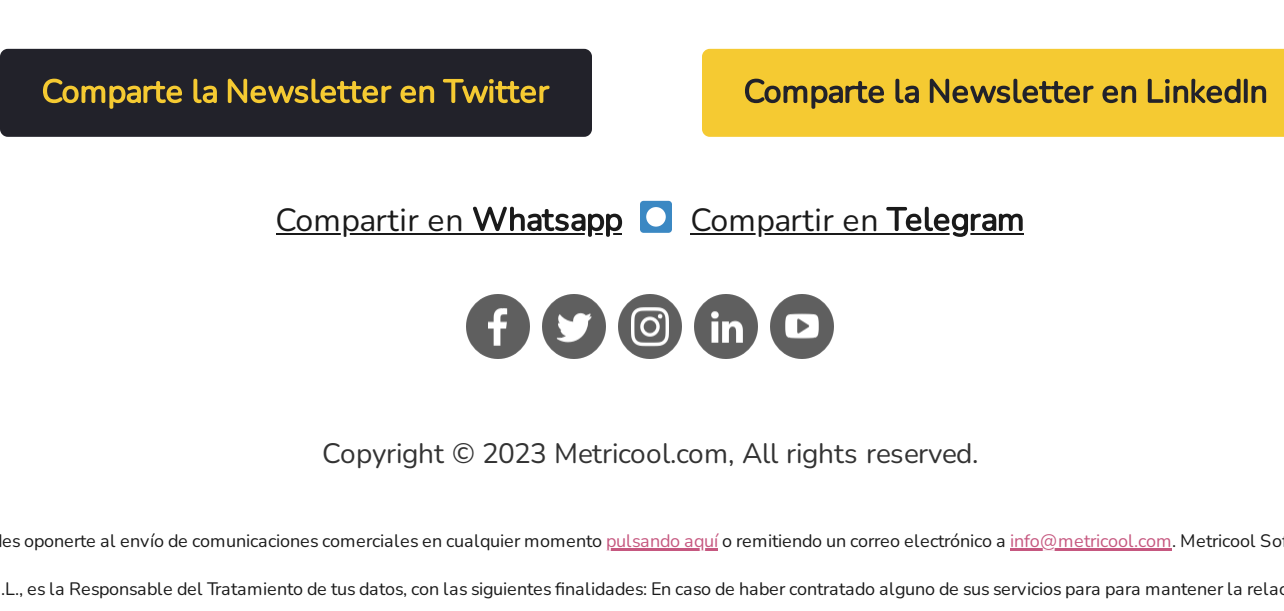 Comparte la Newsletter en Twitter
Comparte la Newsletter en LinkedIn
Compartir en Whatsapp Compartir en Telegram
Copyright © 2023 Metricool.com, All rights reserved.
oponerte al envío de comunicaciones comerciales en cualquier momento pulsando aquí o remitiendo un correo electrónico a info@metricool.com. Metricool
.L., es la Responsable del Tratamiento de tus datos, con las siguientes finalidades: En caso de haber contratado alguno de sus servicios para para mantener la